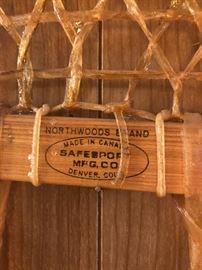 NORTHWOODS BRAND
MADE IN CANADA
SAFESPORT
MFG. CO.
DENVER, COLO